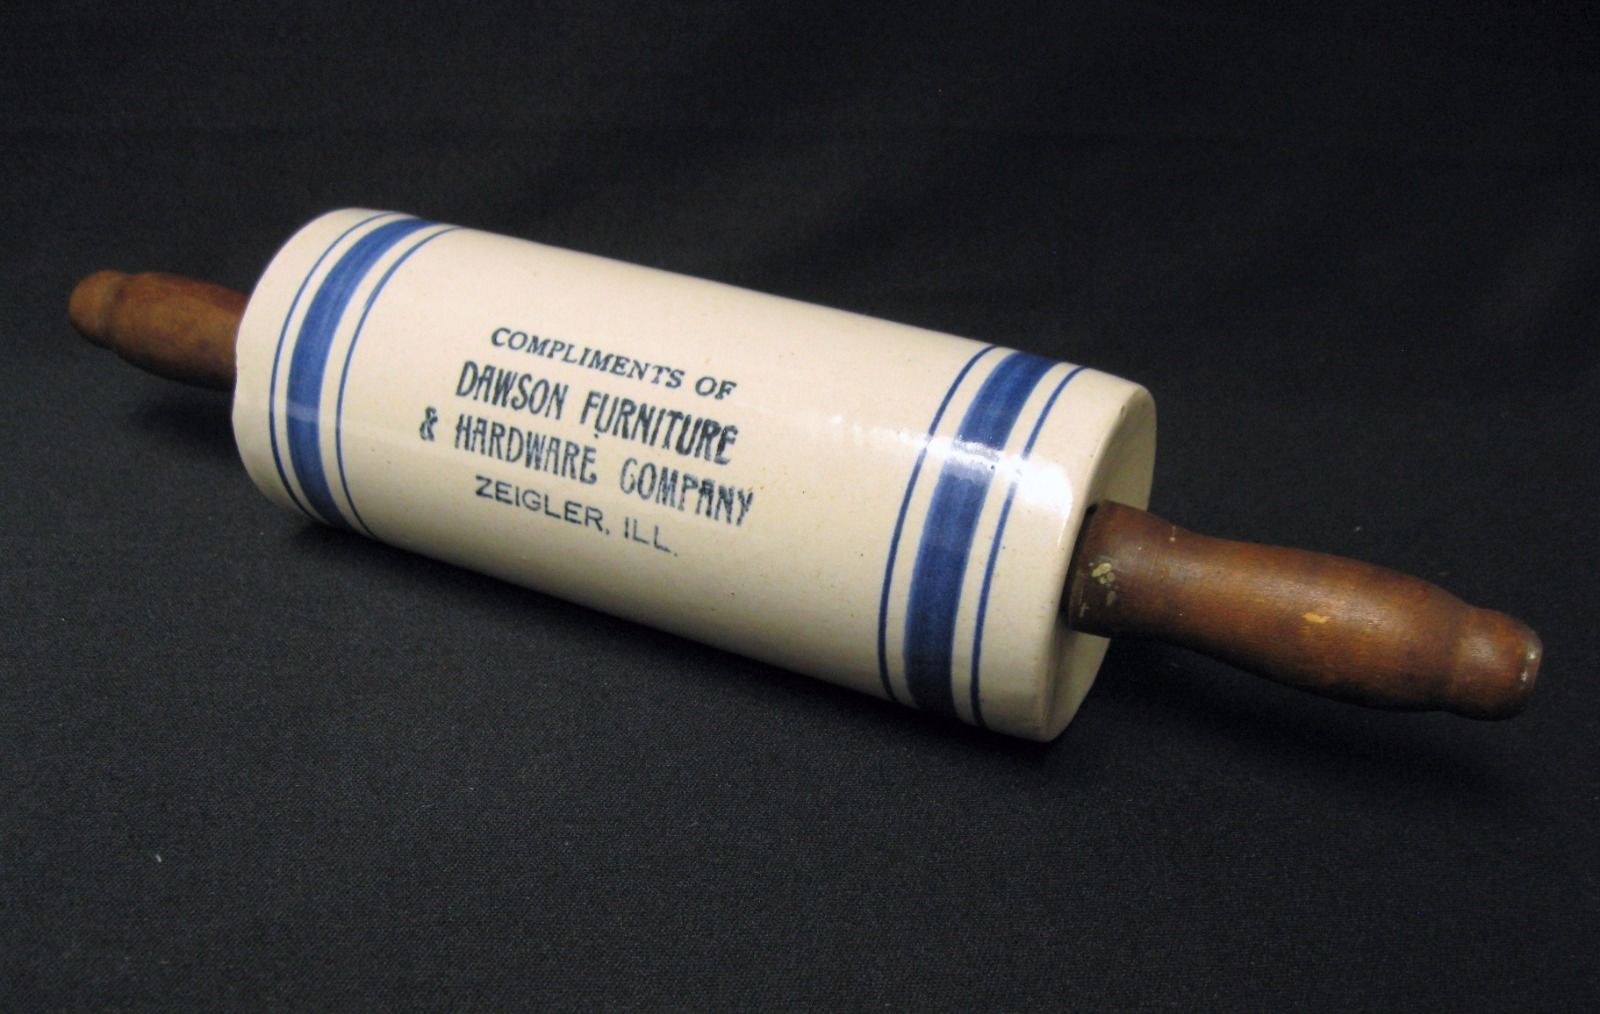 COMPLIMENTS OF
DAWSON FURNITURE
& HARDWARE COMPANY
ZEIGLER, ILL.